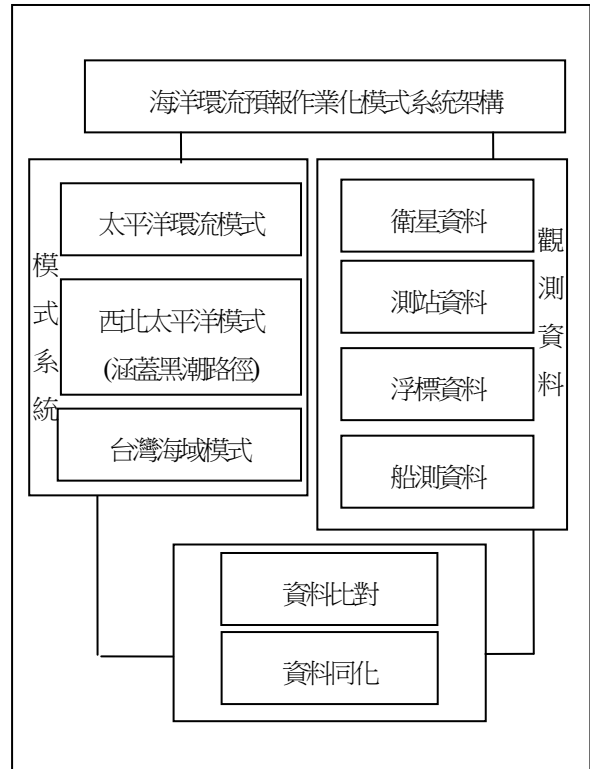 海洋環流預報作業化模式系統架構
模式系統
太平洋環流模式
西北太平洋模式
(涵蓋黑潮路徑)
台灣海域模式
觀測資料
衛星資料
測站資料
浮標資料
船測資料
資料比對
資料同化